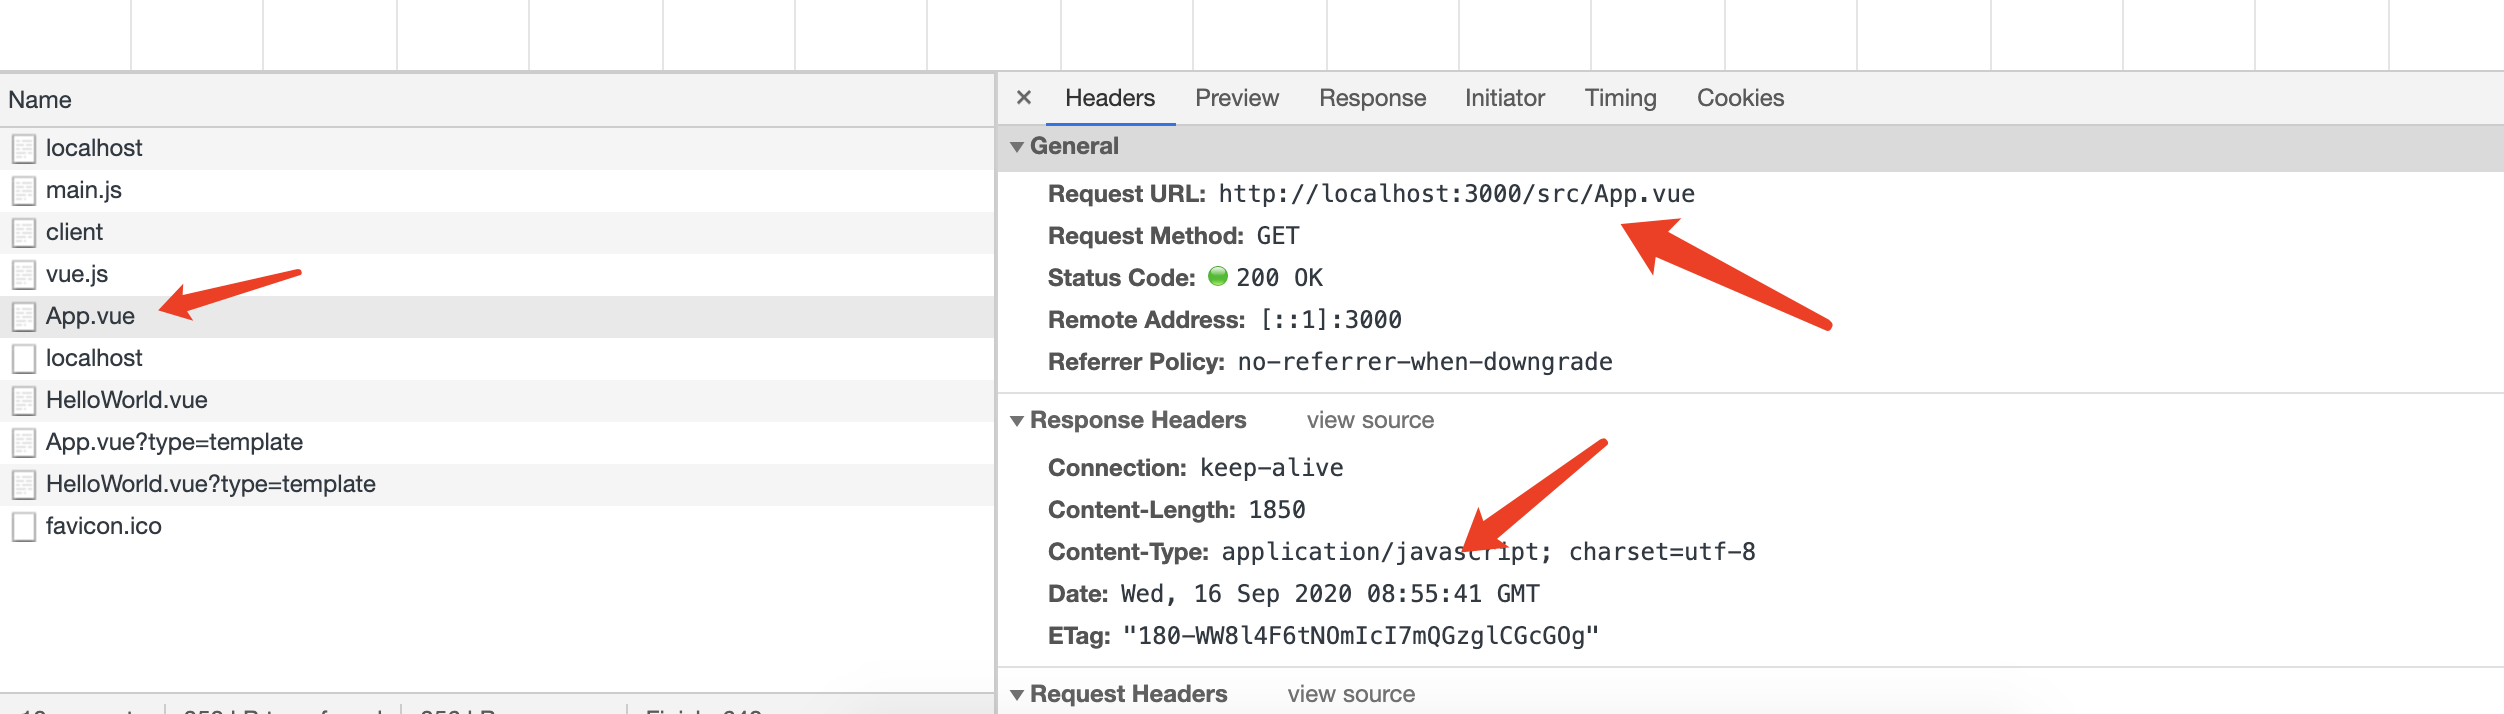 Name
localhost
main.js
client
vue.js
App.vue
localhost
HelloWorld.vue
App.vue?type=template
HelloWorld.vue?type=template
favicon.ico
× Headers Preview Response Initiator Timing Cookies
General
Request URL: http://localhost:3000/src/App.vue
Request Method: GET
Status Code: 200 OK
Remote Address: [::1]:3000
Referrer Policy: no-referrer-when-downgrade
Response Headers view source
Connection: keep-alive
Content-Length: 1850
Content-Type: application/javascript; charset=utf-8
Date: Wed, 16 Sep 2020 08:55:41 GMT
ETag: "180-WW8l4F6tNOmIcI7mQGzglCGcGOg"
Request Headers view source